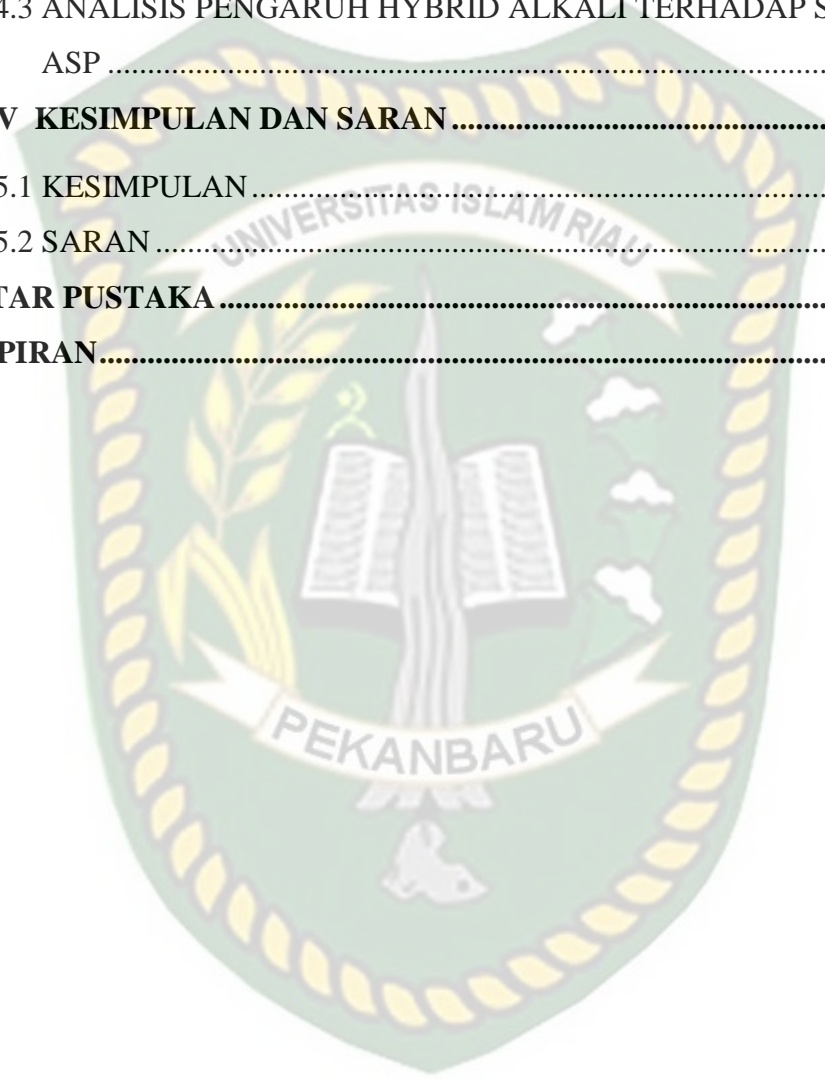 4.3 ANALISIS PENGARUH HYBRID ALKALI TERHADAP S
ASP ........................................................................................
V KESIMPULAN DAN SARAN ...............................................
5.1 KESIMPULAN ........................................................................
5.2 SARAN ....................................................................................
TAR PUSTAKA ............................................................................
PIRAN ...........................................................................................
UNIVERSITAS ISLAM RIAU
PEKANBARU